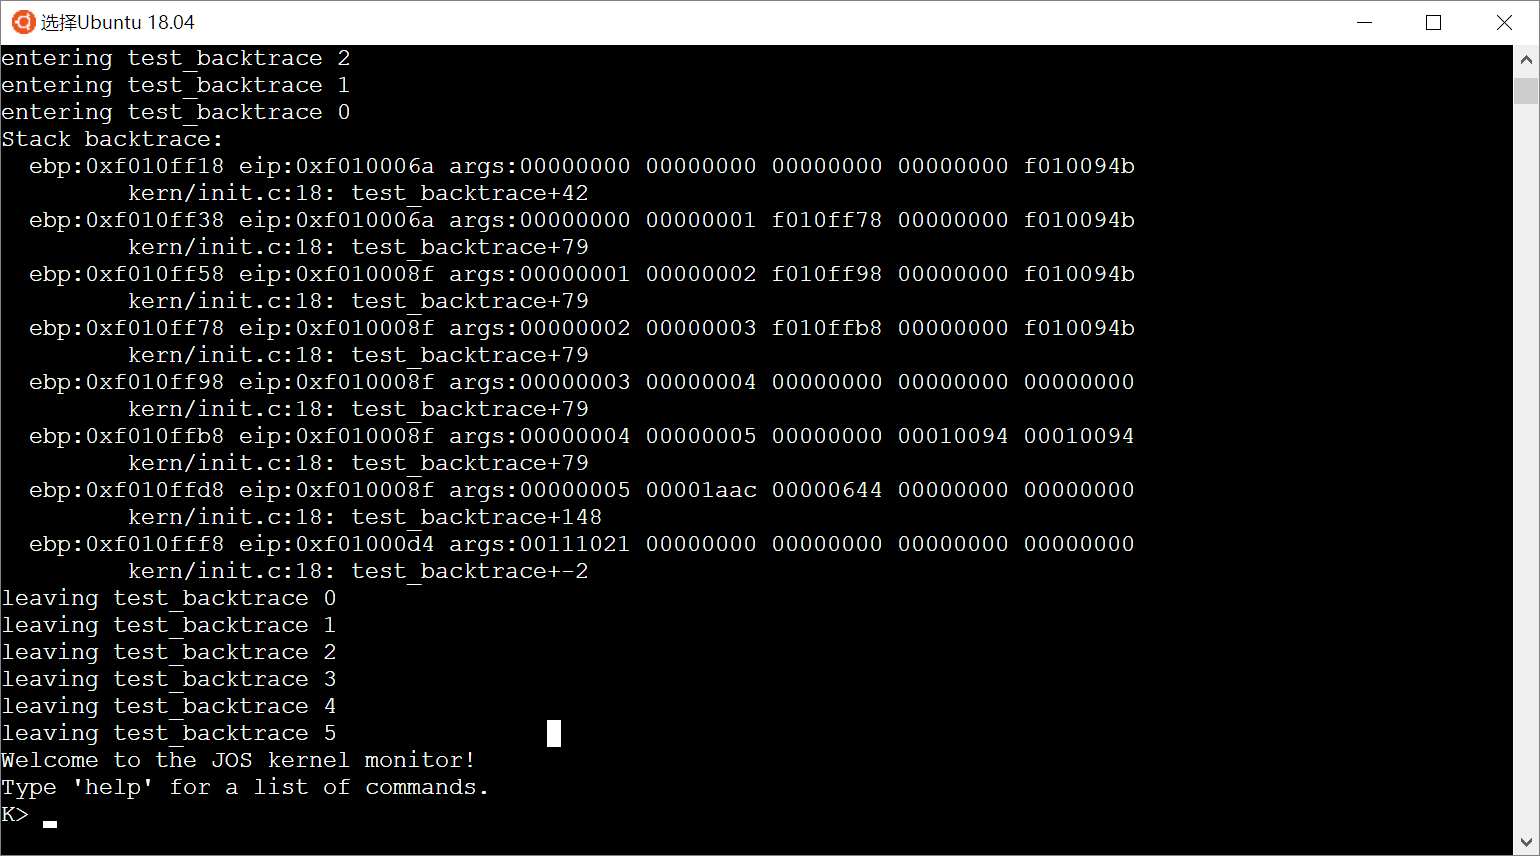 选择Ubuntu 18.04
entering test_backtrace 2
entering test_backtrace 1
entering test_backtrace 0
Stack backtrace:
  ebp:0xf010ff18 eip:0xf010006a args:00000000 00000000 00000000 00000000 f010094b
         kern/init.c:18: test_backtrace+42
  ebp:0xf010ff38 eip:0xf010006a args:00000000 00000001 f010ff78 00000000 f010094b
         kern/init.c:18: test_backtrace+79
  ebp:0xf010ff58 eip:0xf010008f args:00000001 00000002 f010ff98 00000000 f010094b
         kern/init.c:18: test_backtrace+79
  ebp:0xf010ff78 eip:0xf010008f args:00000002 00000003 f010ffb8 00000000 f010094b
         kern/init.c:18: test_backtrace+79
  ebp:0xf010ff98 eip:0xf010008f args:00000003 00000004 00000000 00000000 00000000
         kern/init.c:18: test_backtrace+79
  ebp:0xf010ffb8 eip:0xf010008f args:00000004 00000005 00000000 00010094 00010094
         kern/init.c:18: test_backtrace+79
  ebp:0xf010ffd8 eip:0xf010008f args:00000005 00001aac 00000644 00000000 00000000
         kern/init.c:18: test_backtrace+148
  ebp:0xf010fff8 eip:0xf01000d4 args:00111021 00000000 00000000 00000000 00000000
         kern/init.c:18: test_backtrace+-2
leaving test_backtrace 0
leaving test_backtrace 1
leaving test_backtrace 2
leaving test_backtrace 3
leaving test_backtrace 4
leaving test_backtrace 5
Welcome to the JOS kernel monitor!
Type 'help' for a list of commands.
K>